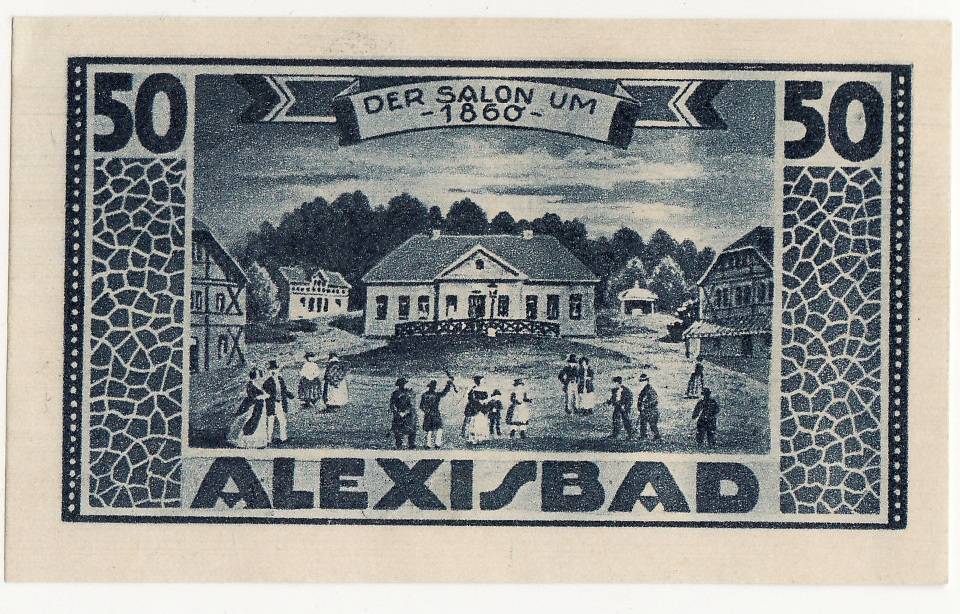 50
DER SALON UM
-1860-
50
ALEXISBAD